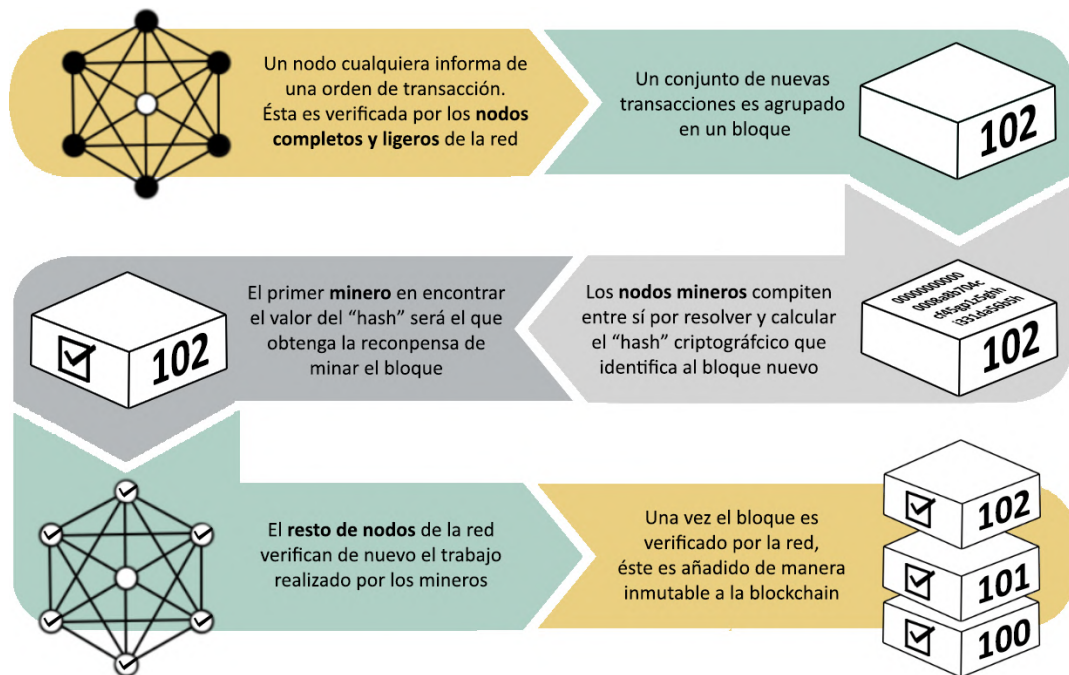 Un nodo cualquiera informa de
una orden de transacción.
Ésta es verificada por los nodos
completos y ligeros de la red
Un conjunto de nuevas
transacciones es agrupado
en un bloque
102
00000000000
0008a8b704c
cf45gp1z5ghh
i331da56b5h
102
Los nodos mineros compiten
entre sí por resolver y calcular
el “hash” criptográfcico que
identifica al bloque nuevo
El primer minero en encontrar
el valor del “hash” será el que
obtenga la reconpensa de
minar el bloque
102
El resto de nodos de la red
verifican de nuevo el trabajo
realizado por los mineros
Una vez el bloque es
verificado por la red,
éste es añadido de manera
inmutable a la blockchain
102
101
100